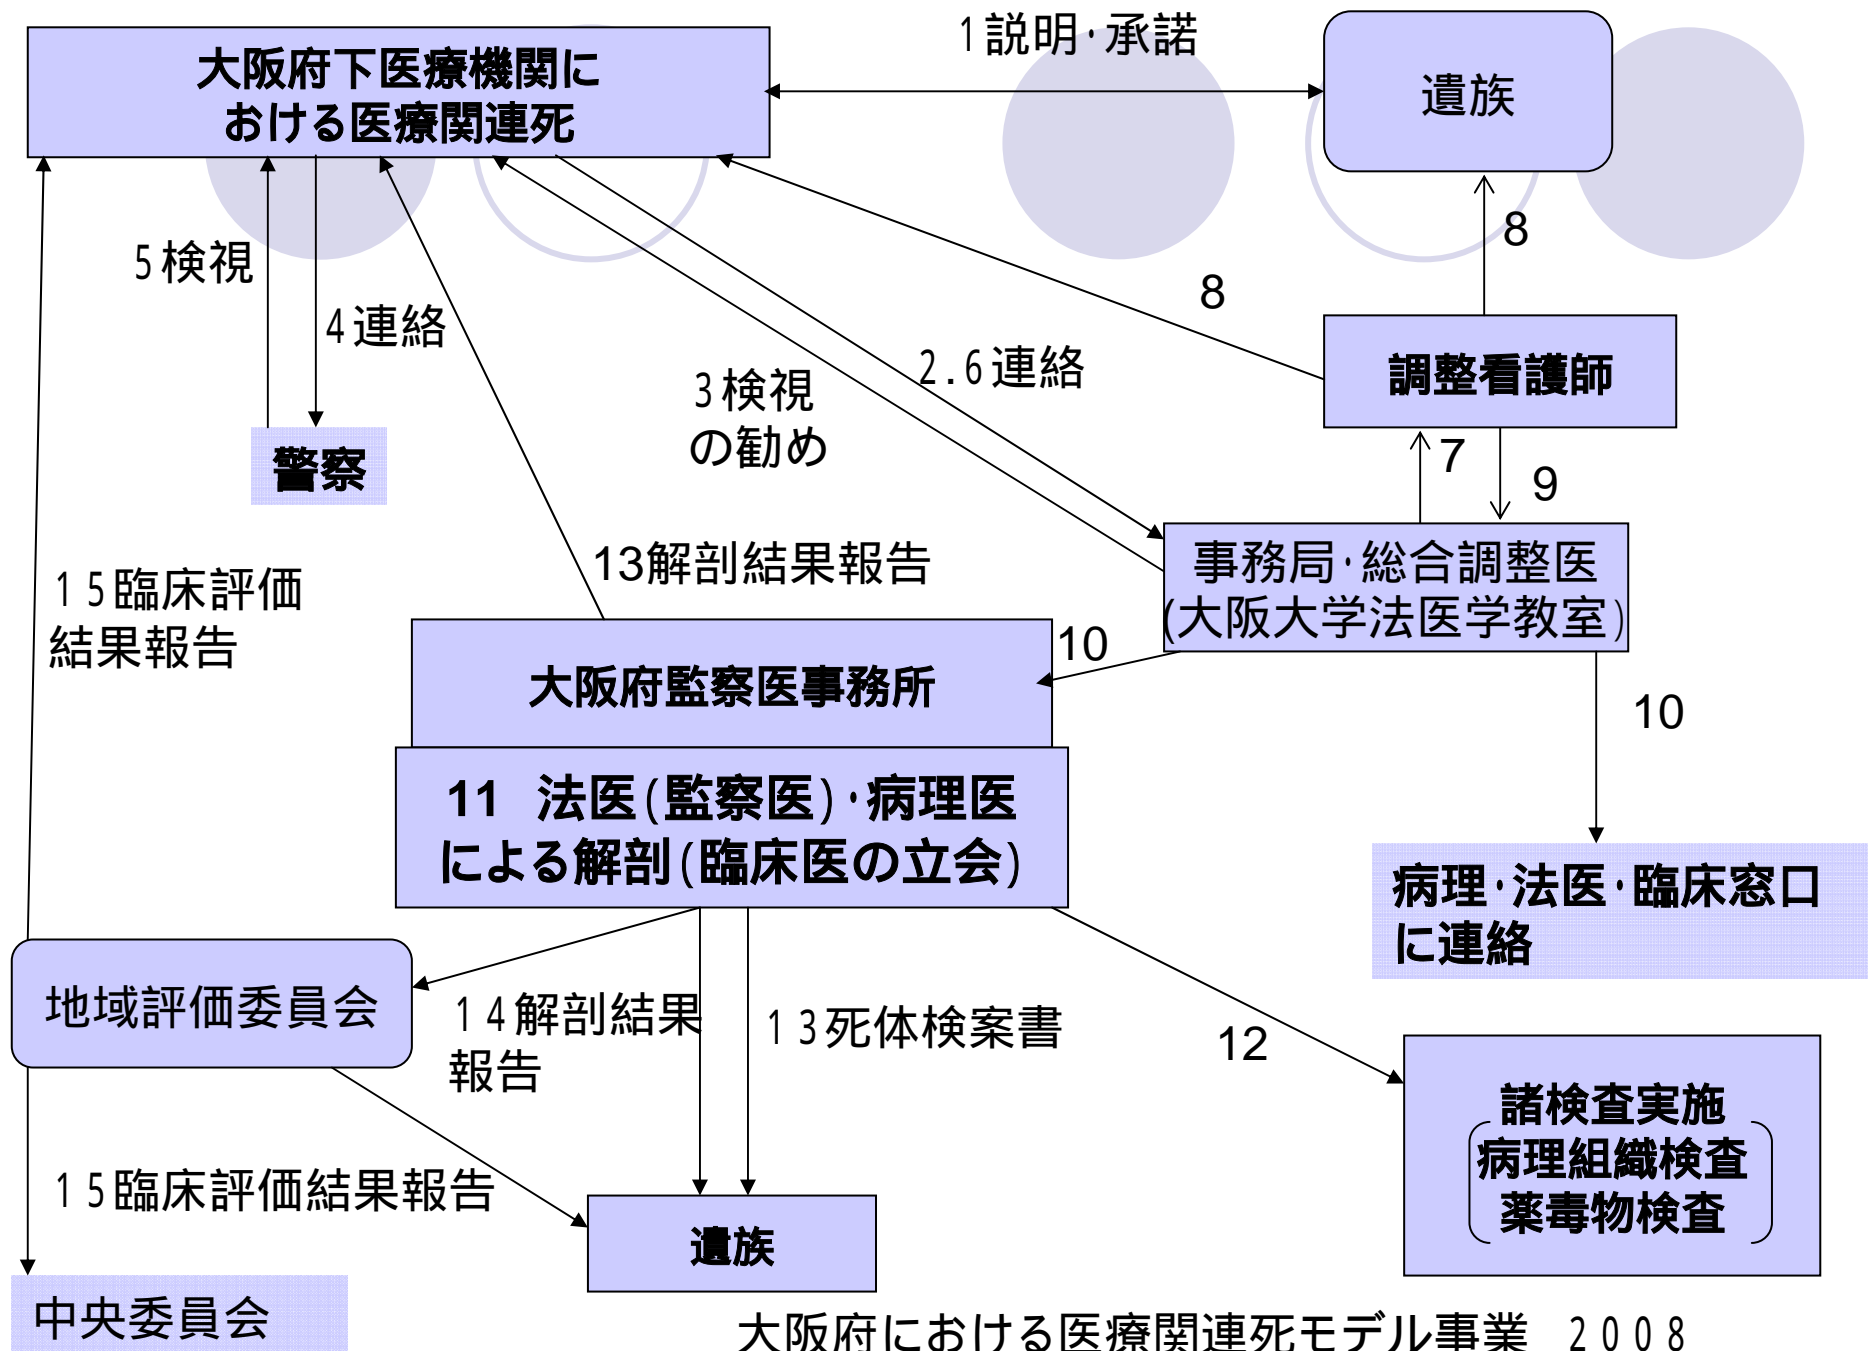 1説明·承諾
大阪府下医療機関に
おける医療関連死
遺族
5検視
8
4連絡
8
2.6連絡
3検視
の勧め
調整看護師
警察
7
9
13解剖結果報告
事務局·総合調整医
(大阪大学法医学教室)
15臨床評価
結果報告
10
大阪府監察医事務所
10
11 法医(監察医)·病理医
による解剖(臨床医の立会)
病理·法医·臨床窓口
に連絡
地域評価委員会
14解剖結果
報告
13死体検案書
12
諸検査実施
病理組織検査
薬毒物検査
15臨床評価結果報告
遺族
中央委員会
大阪府における医療関連死モデル事業 2008